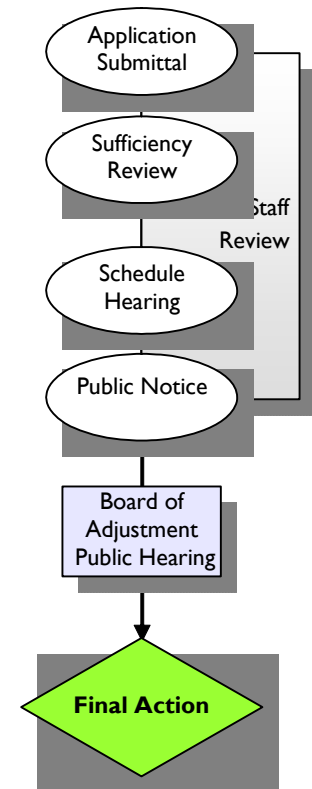 Application
Submittal
Sufficiency
Review
Staff
Review
Schedule
Hearing
Public Notice
Board of
Adjustment
Public Hearing
Final Action